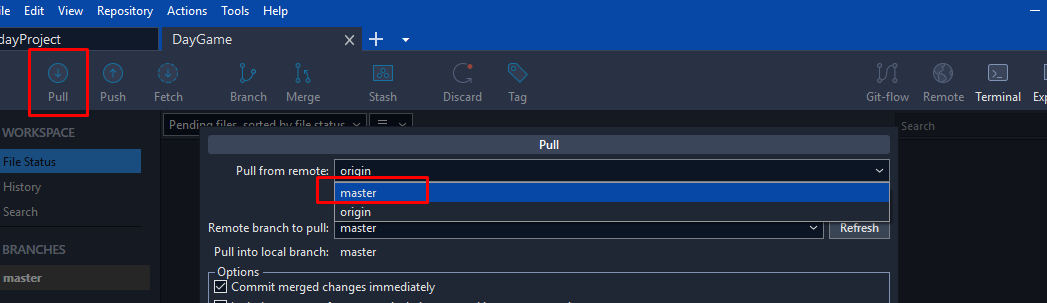 Edit View Repository Actions Tools Help
dayProject DayGame
Pull Push Fetch Branch Merge Stash Discard Tag Git-flow Remote Terminal
WORKSPACE
Pending files, sorted by file status
Search
Pull
File Status
Pull from remote: origin
History
master
Search
origin
Remote branch to pull: master Refresh
BRANCHES
Pull into local branch: master
master
Options
Commit merged changes immediately